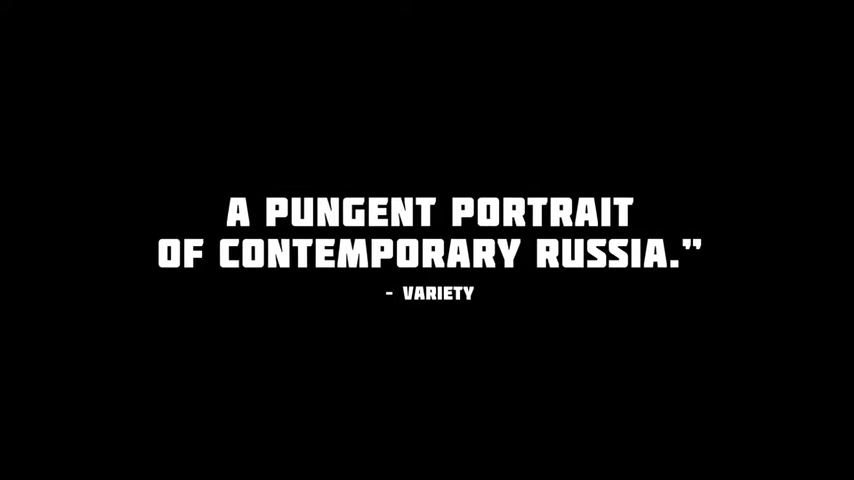 A PUNGENT PORTRAIT
OF CONTEMPORARY RUSSIA.”
- VARIETY